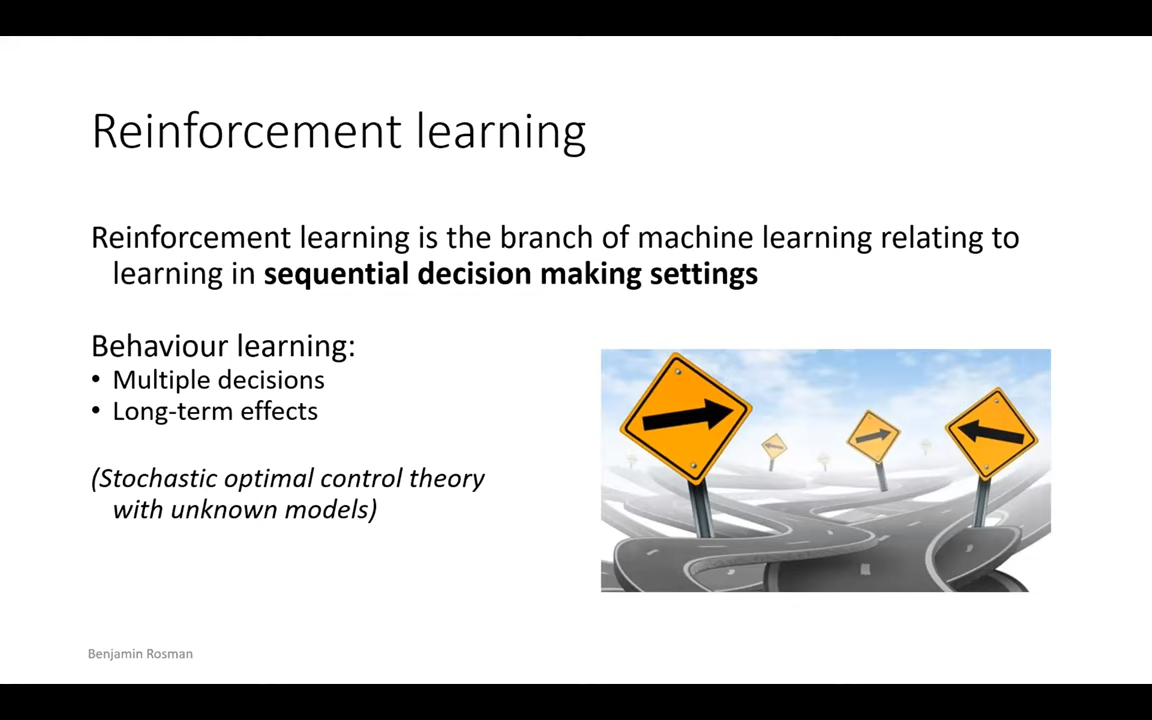 Reinforcement learning
Reinforcement learning is the branch of machine learning relating to
learning in sequential decision making settings
Behaviour learning:
• Multiple decisions
• Long-term effects
(Stochastic optimal control theory
with unknown models)
Benjamin Rosman